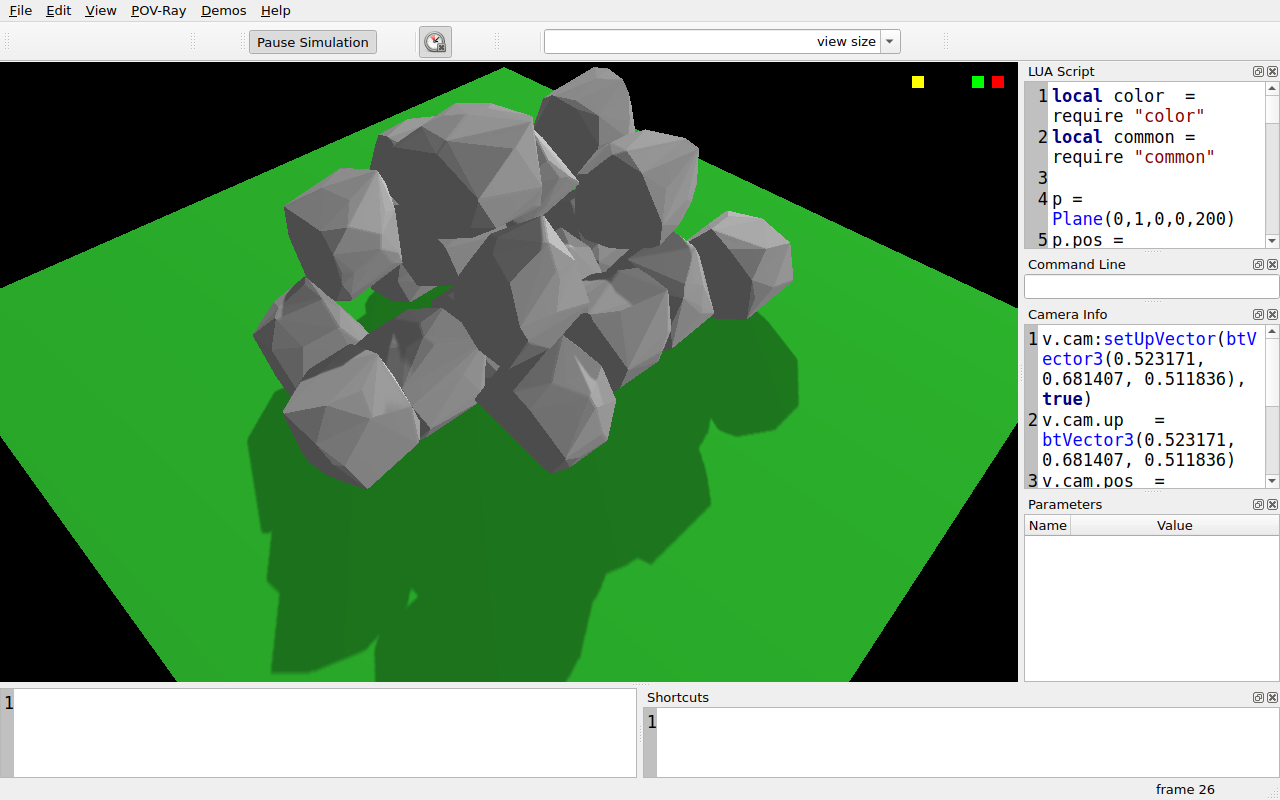 File Edit View POV-Ray Demos Help
Pause Simulation
view size
LUA Script
1 local color  =
require "color"
2 local common =
require "common"
3
4 p =
Plane(0,1,0,0,200)
5 p.pos =
Command Line
Camera Info
1 v.cam:setUpVector(btV
ector3(0.523171,
0.681407, 0.511836),
true)
2 v.cam.up   =
btVector3(0.523171,
0.681407, 0.511836)
3 v.cam.pos  =
Parameters
Name Value
1
Shortcuts
1
frame 26